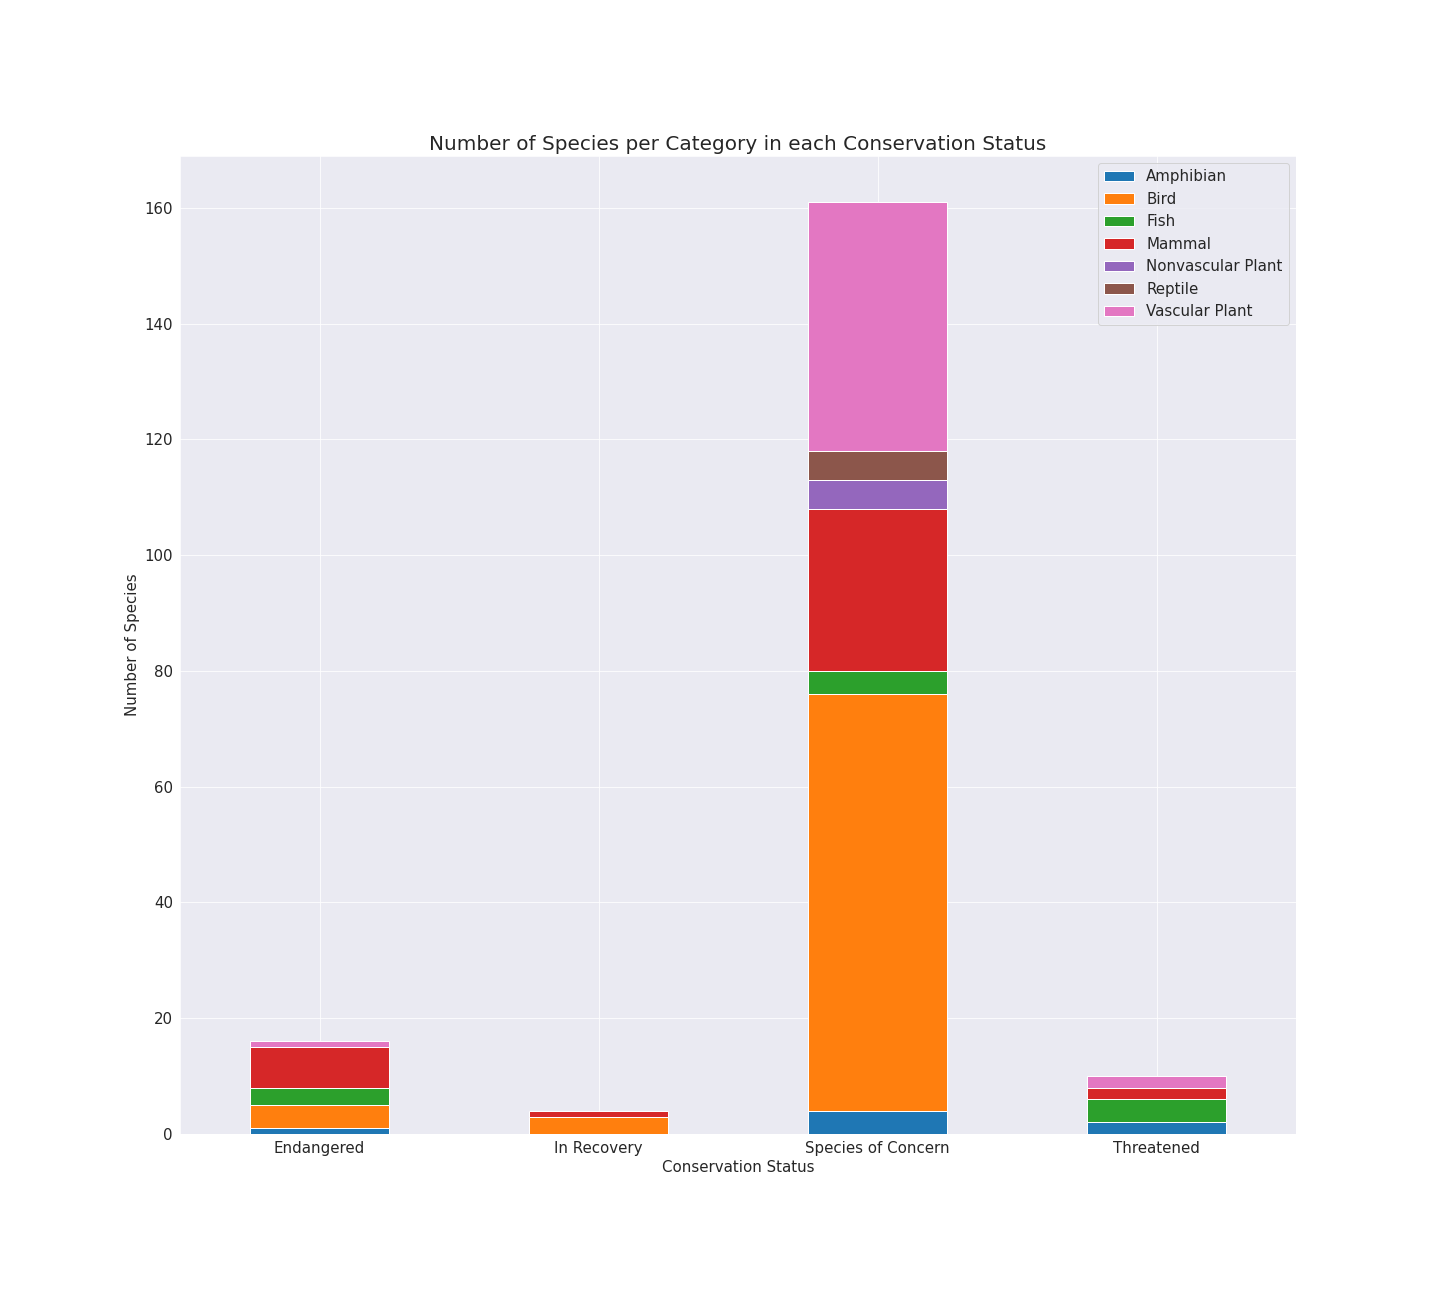 Number of Species per Category in each Conservation Status
Amphibian
Bird
Fish
Mammal
Nonvascular Plant
Reptile
Vascular Plant
160
140
120
100
80
60
40
20
0
Number of Species
Endangered In Recovery Species of Concern Threatened
Conservation Status